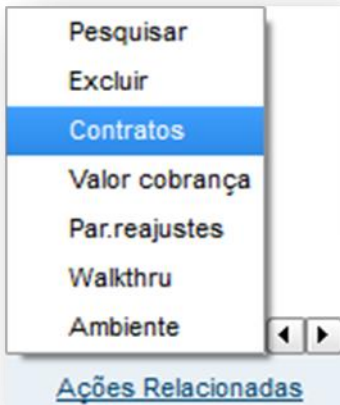 Pesquisar
Excluir
Contratos
Valor cobrança
Par.reajustes
Walkthru
Ambiente
Ações Relacionadas